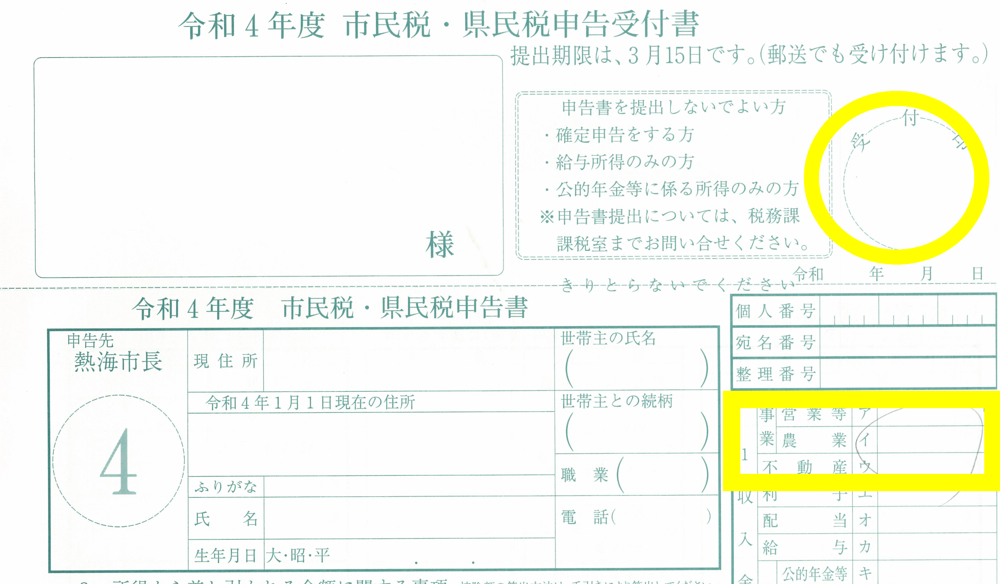 令和4年度 市民税・県民税申告受付書
提出期限は、3月15日です。(郵送でも受け付けます。)
様
申告書を提出しないでよい方
・確定申告をする方
・給与所得のみの方
・公的年金等に係る所得のみの方
※申告書提出については、税務課
課税室までお問い合せください。
受付印
令和 年 月 日
きりとらないでください
令和4年度 市民税・県民税申告書
申告先
熱海市長
4
現住所
世帯主の氏名
( )
令和4年1月1日現在の住所
世帯主との続柄
( )
職業( )
ふりがな
氏名
電話( )
生年月日 大・昭・平 ・ ・
個人番号
宛名番号
整理番号
1 収入金
事業
営業等 ア
農業 イ
不動産 ウ
利子 エ
配当 オ
給与 カ
公的年金等 キ